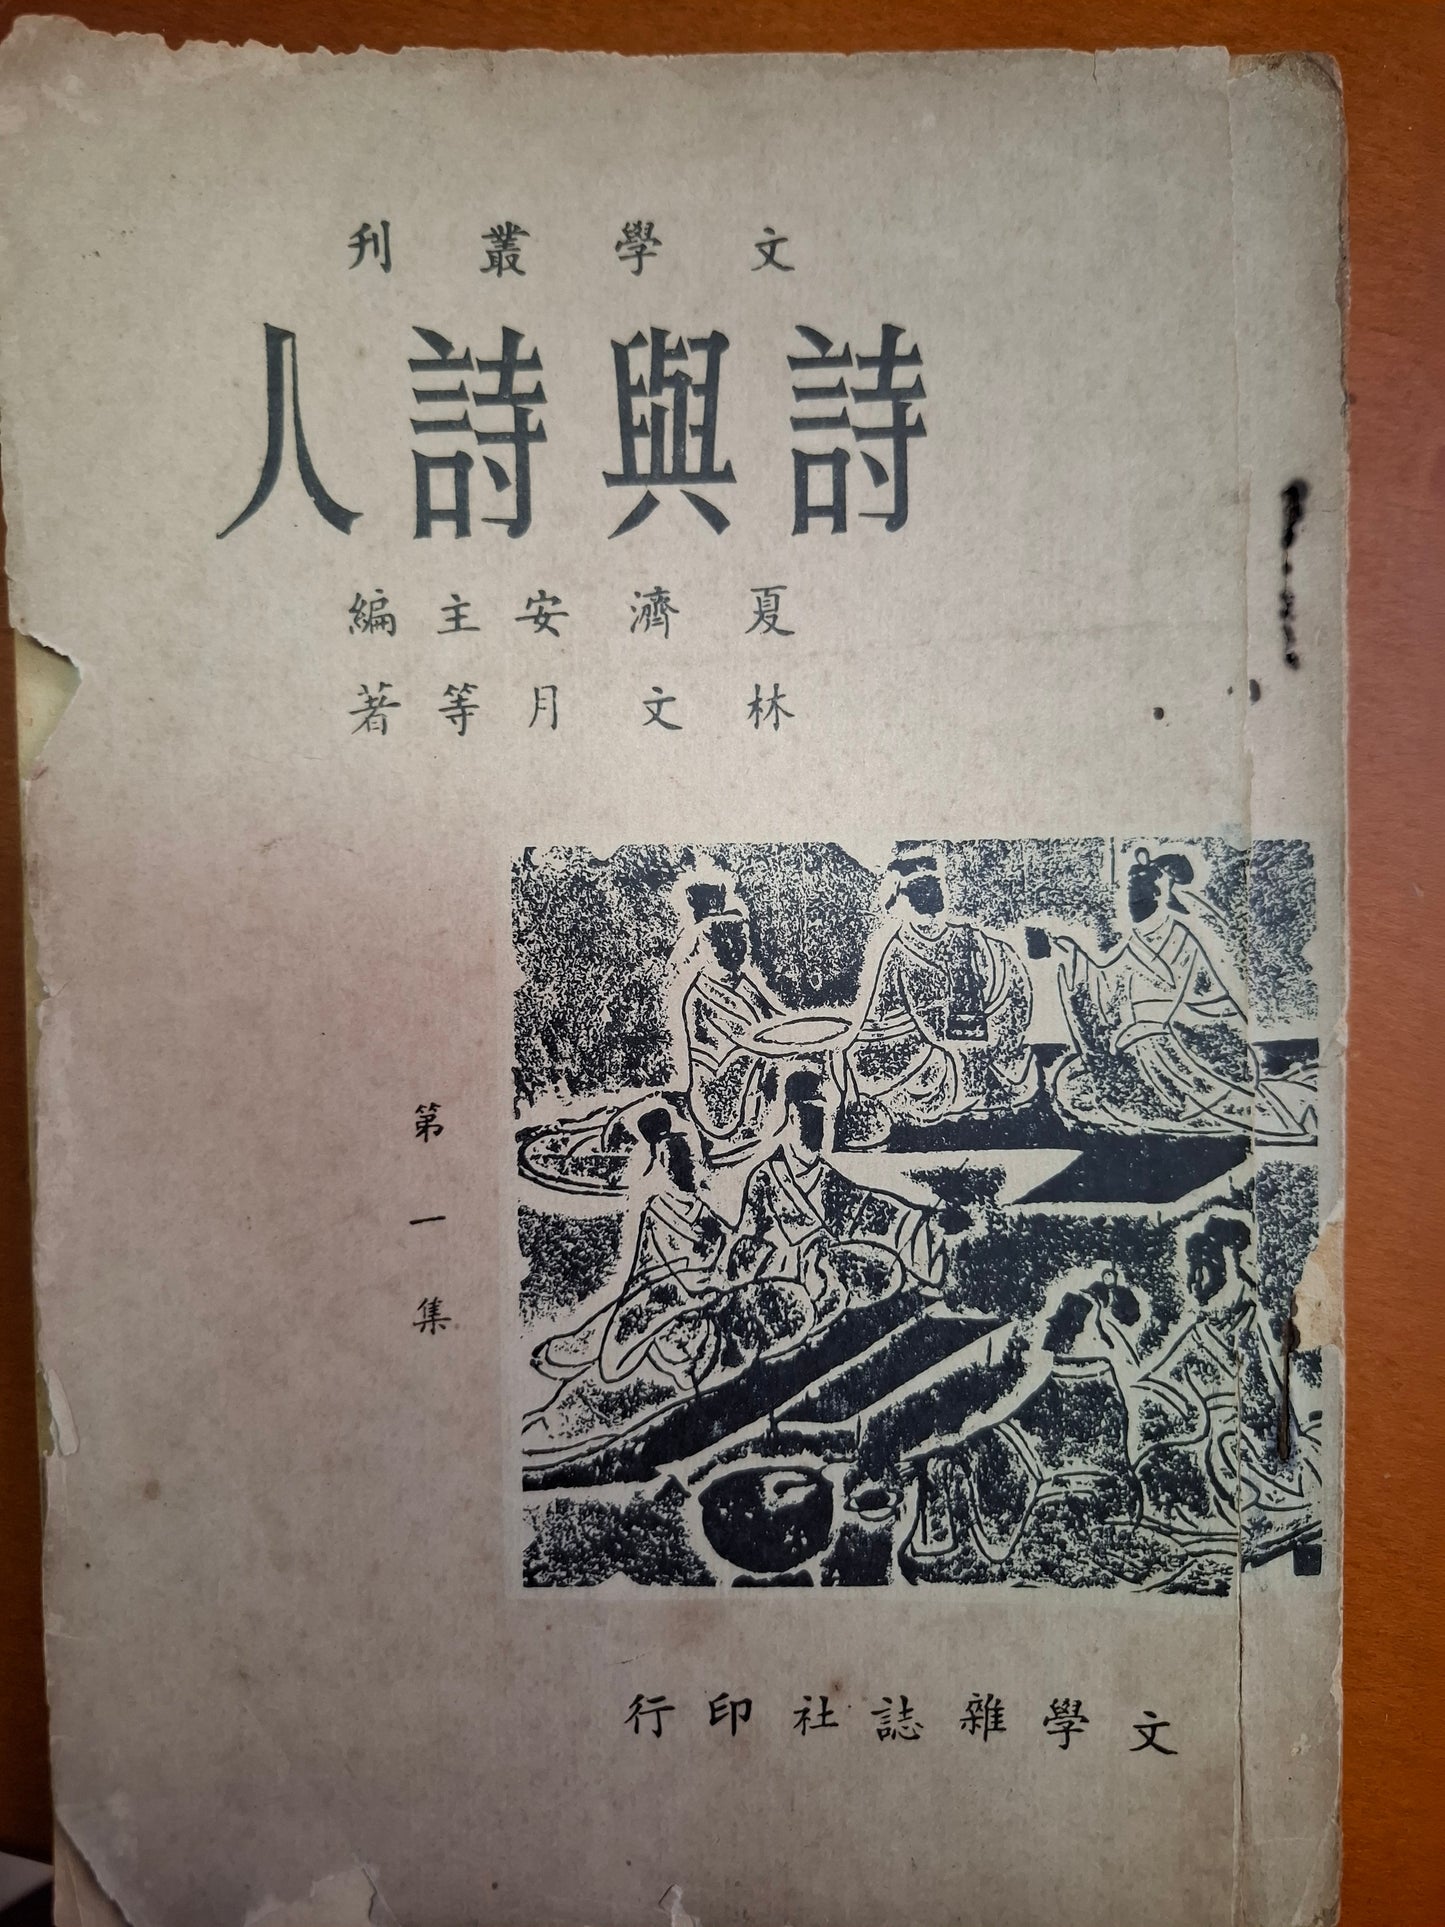 文學叢刊
詩與詩人
夏濟安主編
林文月等著
第一集
文學雜誌社印行